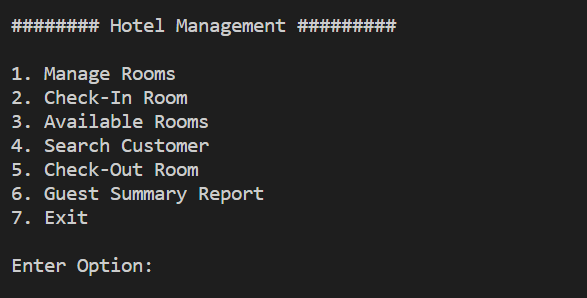 ######## Hotel Management #########
1. Manage Rooms
2. Check-In Room
3. Available Rooms
4. Search Customer
5. Check-Out Room
6. Guest Summary Report
7. Exit
Enter Option: